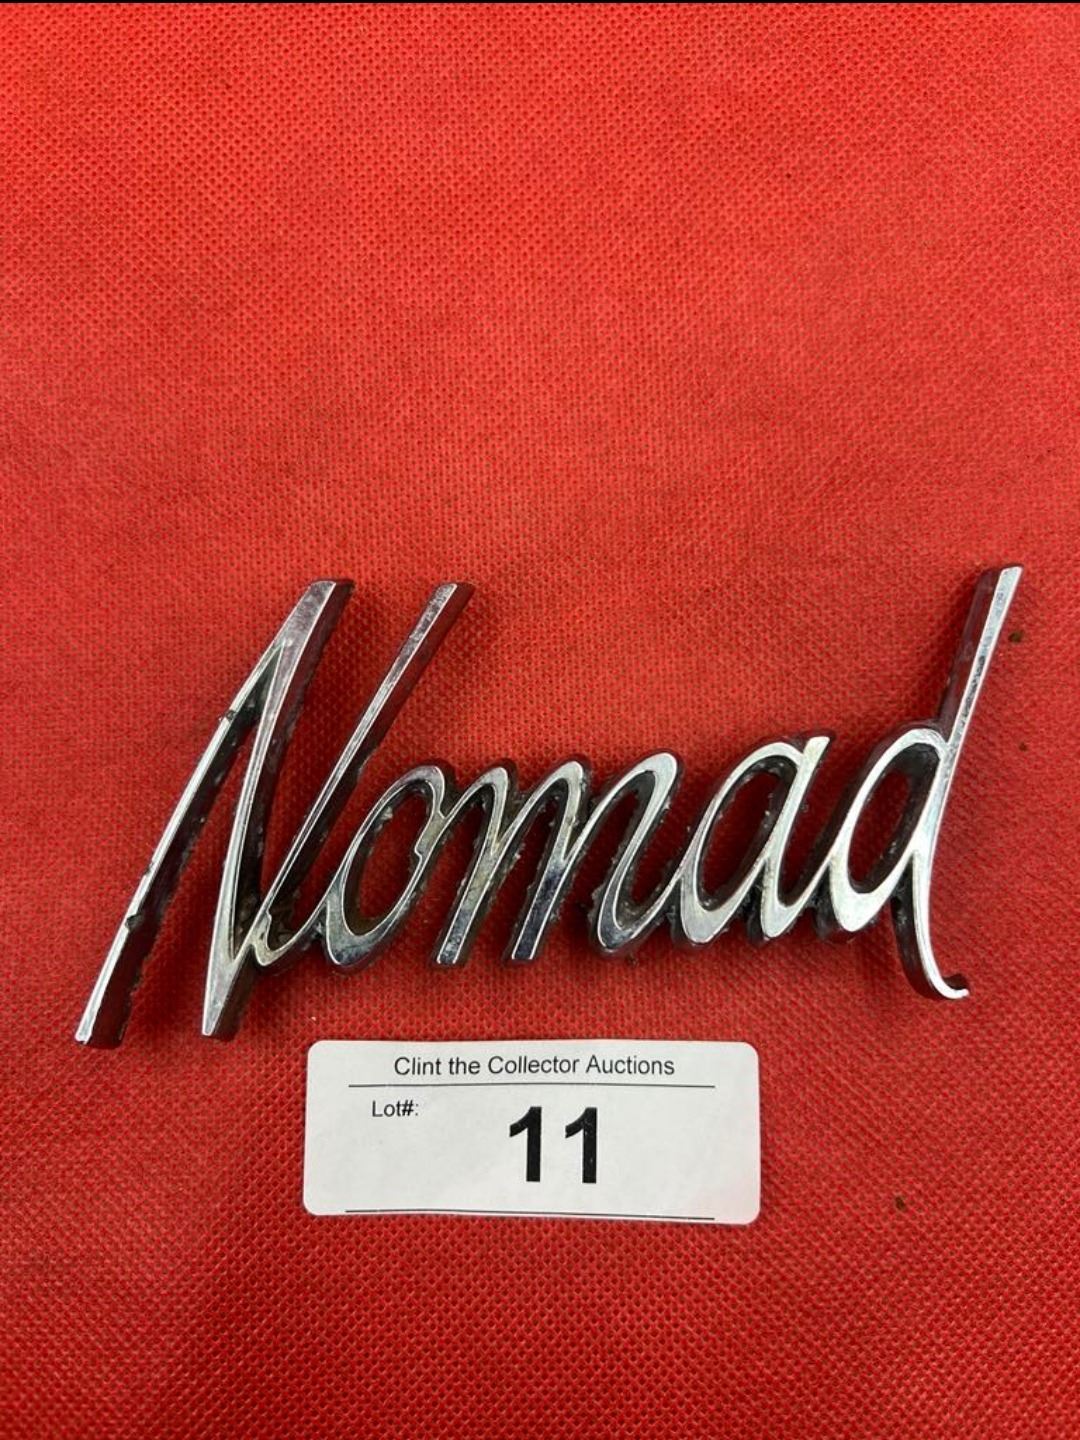 Nomad
Clint the Collector Auctions
Lot#:
11